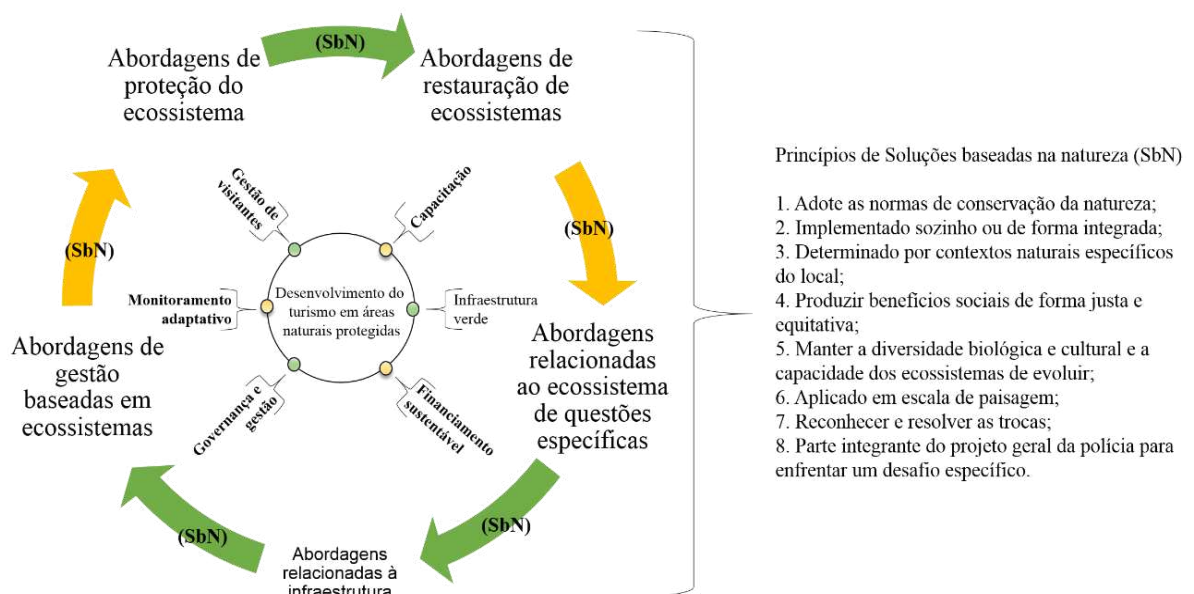 (SbN)
Abordagens de
proteção do
ecossistema
Abordagens de
restauração de
ecossistemas
(SbN)
(SbN)
Gestão de
visitantes
Capacitação
Monitoramento
adaptativo
Desenvolvimento do
turismo em áreas
naturais protegidas
Infraestrutura
verde
Governança e
gestão
Financiamento
sustentável
Abordagens de
gestão
baseadas em
ecossistemas
Abordagens
relacionadas
ao ecossistema
de questões
específicas
(SbN)
(SbN)
Abordagens
relacionadas à
infraestrutura
Princípios de Soluções baseadas na natureza (SbN)
1. Adote as normas de conservação da natureza;
2. Implementado sozinho ou de forma integrada;
3. Determinado por contextos naturais específicos
do local;
4. Produzir benefícios sociais de forma justa e
equitativa;
5. Manter a diversidade biológica e cultural e a
capacidade dos ecossistemas de evoluir;
6. Aplicado em escala de paisagem;
7. Reconhecer e resolver as trocas;
8. Parte integrante do projeto geral da polícia para
enfrentar um desafio específico.